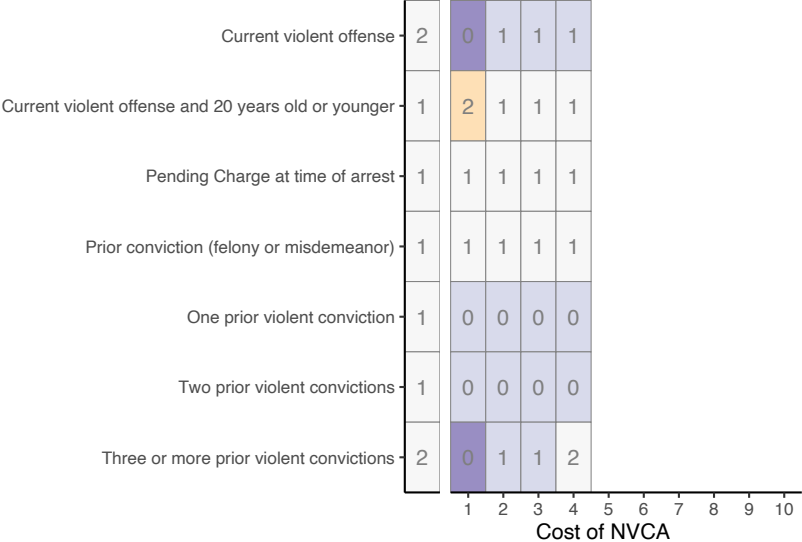 Current violent offense 2 0 1 1 1
Current violent offense and 20 years old or younger 1 2 1 1 1
Pending Charge at time of arrest 1 1 1 1 1
Prior conviction (felony or misdemeanor) 1 1 1 1 1
One prior violent conviction 1 0 0 0 0
Two prior violent convictions 1 0 0 0 0
Three or more prior violent convictions 2 0 1 1 2
1 2 3 4 5 6 7 8 9 10
Cost of NVCA